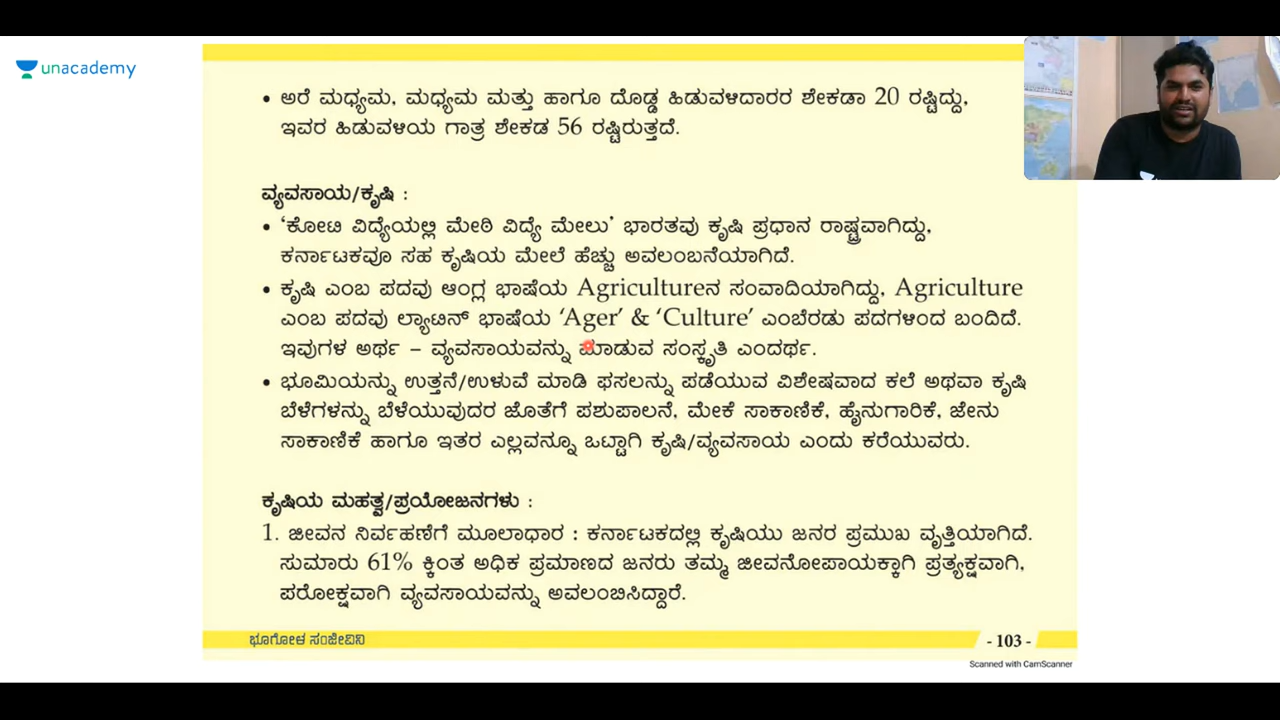 unacademy
• ಅರೆ ಮಧ್ಯಮ, ಮಧ್ಯಮ ಮತ್ತು ಹಾಗೂ ದೊಡ್ಡ ಹಿಡುವಳಿದಾರರ ಶೇಕಡಾ 20 ರಷ್ಟಿದ್ದು,
ಇವರ ಹಿಡುವಳಿಯ ಗಾತ್ರ ಶೇಕಡ 56 ರಷ್ಟಿರುತ್ತದೆ.
ವ್ಯವಸಾಯ/ಕೃಷಿ :
• ‘ಕೋಟಿ ವಿದ್ಯೆಯಲ್ಲಿ ಮೇಠಿ ವಿದ್ಯೆ ಮೇಲು’ ಭಾರತವು ಕೃಷಿ ಪ್ರಧಾನ ರಾಷ್ಟ್ರವಾಗಿದ್ದು,
ಕರ್ನಾಟಕವೂ ಸಹ ಕೃಷಿಯ ಮೇಲೆ ಹೆಚ್ಚು ಅವಲಂಬನೆಯಾಗಿದೆ.
• ಕೃಷಿ ಎಂಬ ಪದವು ಆಂಗ್ಲ ಭಾಷೆಯ Agricultureನ ಸಂವಾದಿಯಾಗಿದ್ದು, Agriculture
ಎಂಬ ಪದವು ಲ್ಯಾಟಿನ್ ಭಾಷೆಯ ‘Ager’ & ‘Culture’ ಎಂಬೆರಡು ಪದಗಳಿಂದ ಬಂದಿದೆ.
ಇವುಗಳ ಅರ್ಥ – ವ್ಯವಸಾಯವನ್ನು ಮಾಡುವ ಸಂಸ್ಕೃತಿ ಎಂದರ್ಥ.
• ಭೂಮಿಯನ್ನು ಉತ್ತನೆ/ಉಳುವೆ ಮಾಡಿ ಫಸಲನ್ನು ಪಡೆಯುವ ವಿಶೇಷವಾದ ಕಲೆ ಅಥವಾ ಕೃಷಿ
ಬೆಳೆಗಳನ್ನು ಬೆಳೆಯುವುದರ ಜೊತೆಗೆ ಪಶುಪಾಲನೆ, ಮೇಕೆ ಸಾಕಾಣಿಕೆ, ಹೈನುಗಾರಿಕೆ, ಜೇನು
ಸಾಕಾಣಿಕೆ ಹಾಗೂ ಇತರ ಎಲ್ಲವನ್ನೂ ಒಟ್ಟಾಗಿ ಕೃಷಿ/ವ್ಯವಸಾಯ ಎಂದು ಕರೆಯುವರು.
ಕೃಷಿಯ ಮಹತ್ವ/ಪ್ರಯೋಜನಗಳು :
1. ಜೀವನ ನಿರ್ವಹಣೆಗೆ ಮೂಲಾಧಾರ : ಕರ್ನಾಟಕದಲ್ಲಿ ಕೃಷಿಯು ಜನರ ಪ್ರಮುಖ ವೃತ್ತಿಯಾಗಿದೆ.
ಸುಮಾರು 61% ಕ್ಕಿಂತ ಅಧಿಕ ಪ್ರಮಾಣದ ಜನರು ತಮ್ಮ ಜೀವನೋಪಾಯಕ್ಕಾಗಿ ಪ್ರತ್ಯಕ್ಷವಾಗಿ,
ಪರೋಕ್ಷವಾಗಿ ವ್ಯವಸಾಯವನ್ನು ಅವಲಂಬಿಸಿದ್ದಾರೆ.
ಭೂಗೋಳ ಸಂಜೀವಿನಿ
- 103 -
Scanned with CamScanner